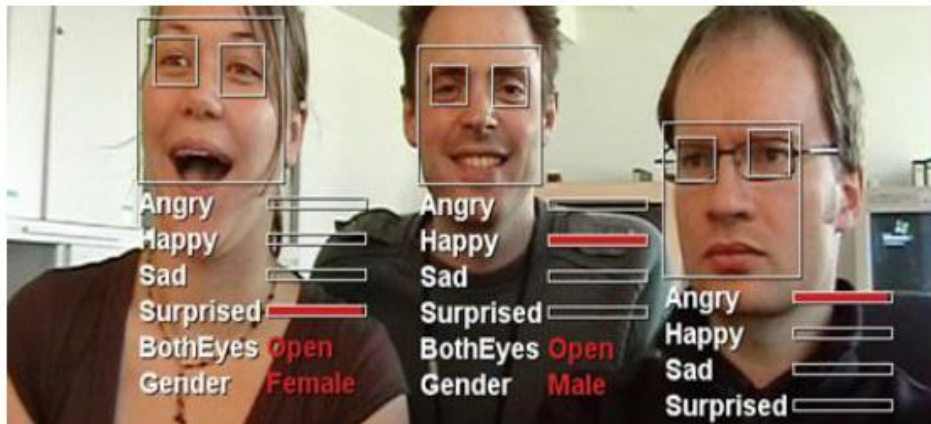 Angry
Happy
Sad
Surprised
BothEyes Open
Gender Female
Angry
Happy
Sad
Surprised
BothEyes Open
Gender Male
Angry
Happy
Sad
Surprised